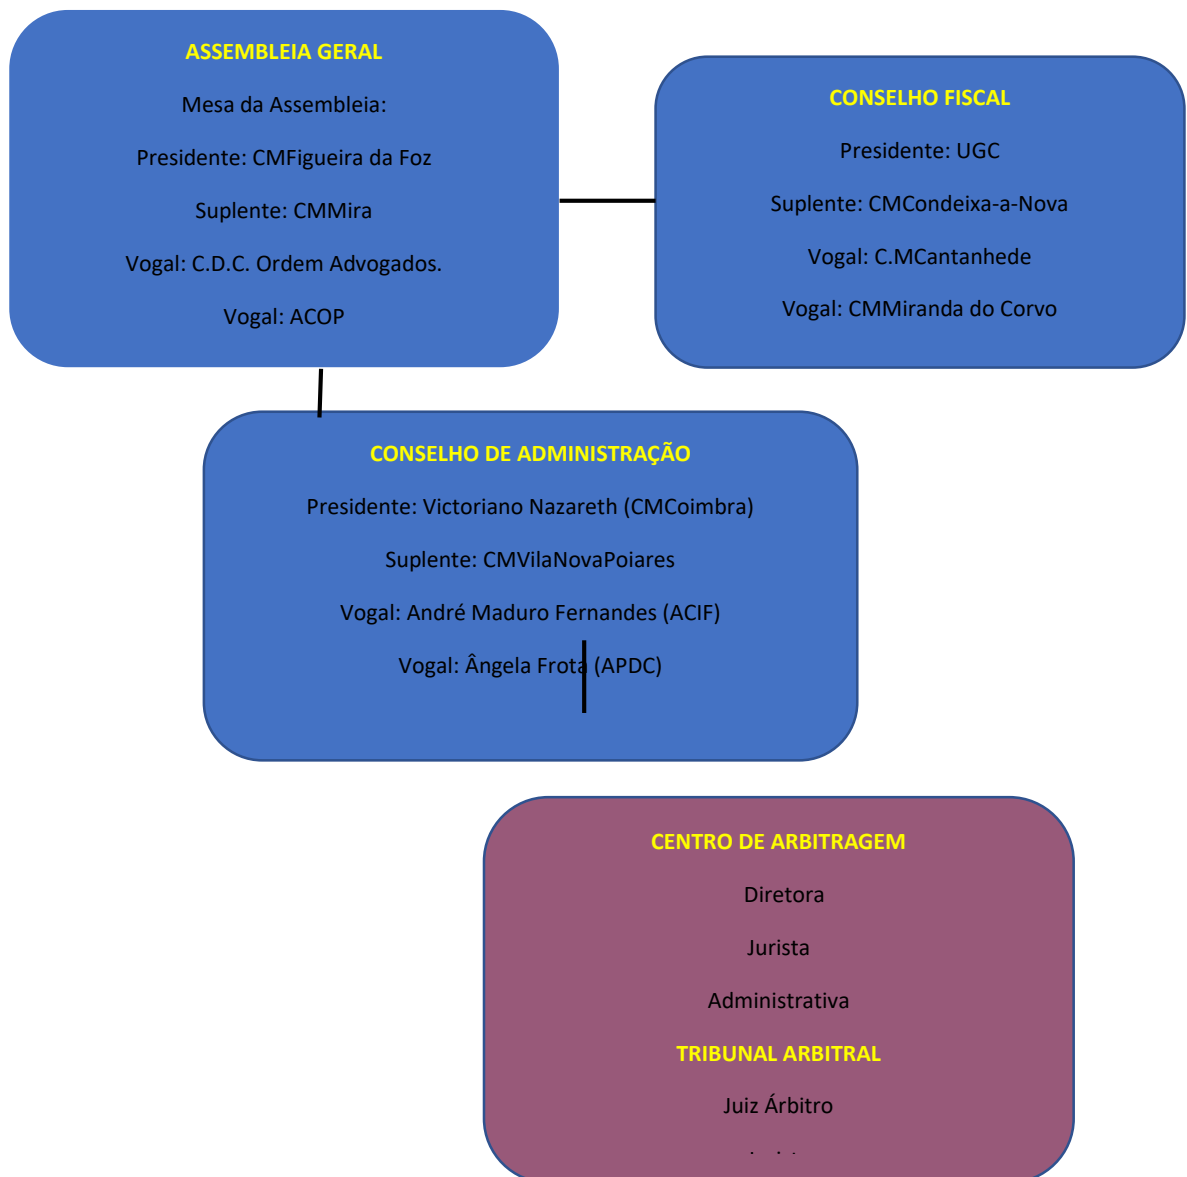 ASSEMBLEIA GERAL
Mesa da Assembleia:
Presidente: CMFigueira da Foz
Suplente: CMMira
Vogal: C.D.C. Ordem Advogados.
Vogal: ACOP
CONSELHO FISCAL
Presidente: UGC
Suplente: CMCondeixa-a-Nova
Vogal: C.MCantanhede
Vogal: CMMiranda do Corvo
CONSELHO DE ADMINISTRAÇÃO
Presidente: Victoriano Nazareth (CMCoimbra)
Suplente: CMVilaNovaPoiares
Vogal: André Maduro Fernandes (ACIF)
Vogal: Ângela Frota (APDC)
CENTRO DE ARBITRAGEM
Diretora
Jurista
Administrativa
TRIBUNAL ARBITRAL
Juiz Árbitro